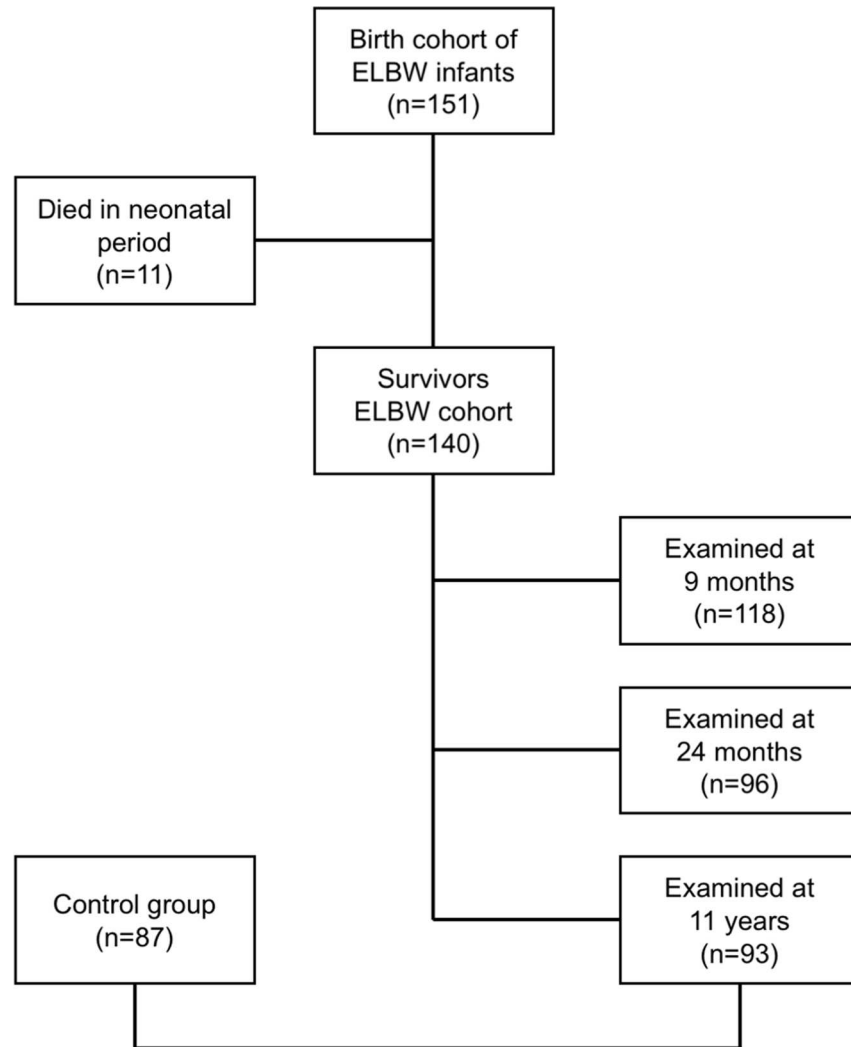 Birth cohort of
ELBW infants
(n=151)
Died in neonatal
period
(n=11)
Survivors
ELBW cohort
(n=140)
Examined at
9 months
(n=118)
Examined at
24 months
(n=96)
Control group
(n=87)
Examined at
11 years
(n=93)